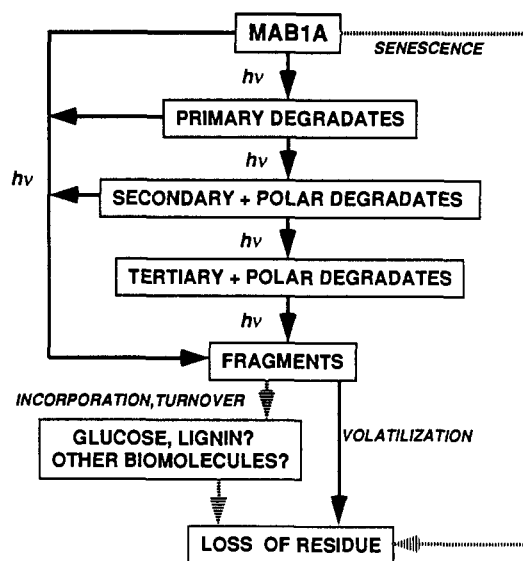 MAB1A
SENESCENCE
hν
PRIMARY DEGRADATES
hν
hν
SECONDARY + POLAR DEGRADATES
hν
TERTIARY + POLAR DEGRADATES
hν
FRAGMENTS
INCORPORATION,TURNOVER
GLUCOSE, LIGNIN?
OTHER BIOMOLECULES?
VOLATILIZATION
LOSS OF RESIDUE